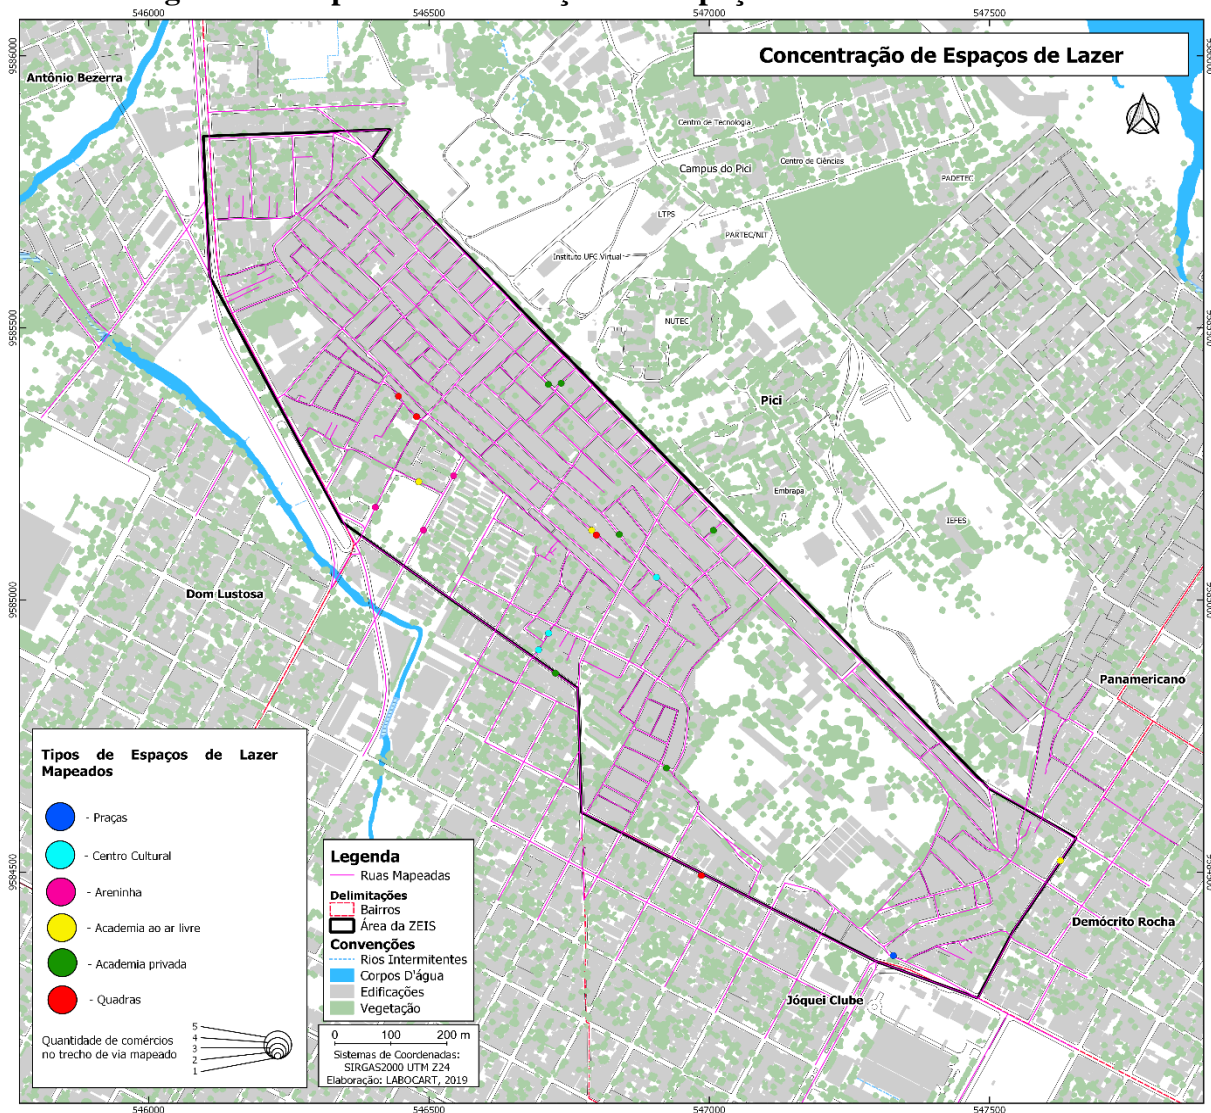 546000 546500 547000 547500
Concentração de Espaços de Lazer
9586000
9585500
9585000
9584500
Antônio Bezerra
Centro de Tecnologia
Centro de Ciências
Campus do Pici
PADETEC
LTPS
PARTEC/NIT
Instituto UFC Virtual
NUTEC
Pici
Embrapa
IEFES
Dom Lustosa
Panamericano
Demócrito Rocha
Jóquei Clube
Tipos de Espaços de Lazer
Mapeados
- Praças
- Centro Cultural
- Areninha
- Academia ao ar livre
- Academia privada
- Quadras
Quantidade de comércios
no trecho de via mapeado
5
4
3
2
1
Legenda
Ruas Mapeadas
Delimitações
Bairros
Área da ZEIS
Convenções
Rios Intermitentes
Corpos D'água
Edificações
Vegetação
0 100 200 m
Sistemas de Coordenadas:
SIRGAS2000 UTM Z24
Elaboração: LABOCART, 2019
546000 546500 547000 547500